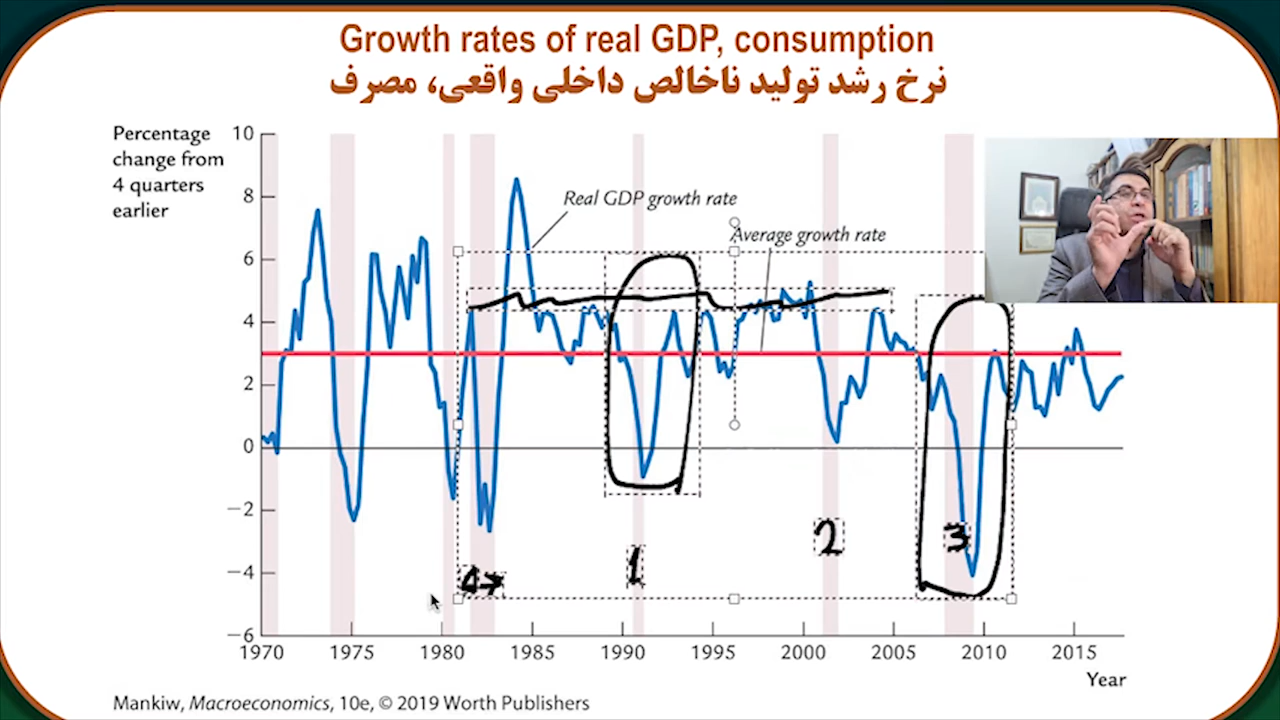 Growth rates of real GDP, consumption
نرخ رشد تولید ناخالص داخلی واقعی، مصرف
Percentage
change from
4 quarters
earlier
10
8
6
4
2
0
−2
−4
−6
Real GDP growth rate
Average growth rate
1
2
3
1970 1975 1980 1985 1990 1995 2000 2005 2010 2015
Year
Mankiw, Macroeconomics, 10e, © 2019 Worth Publishers